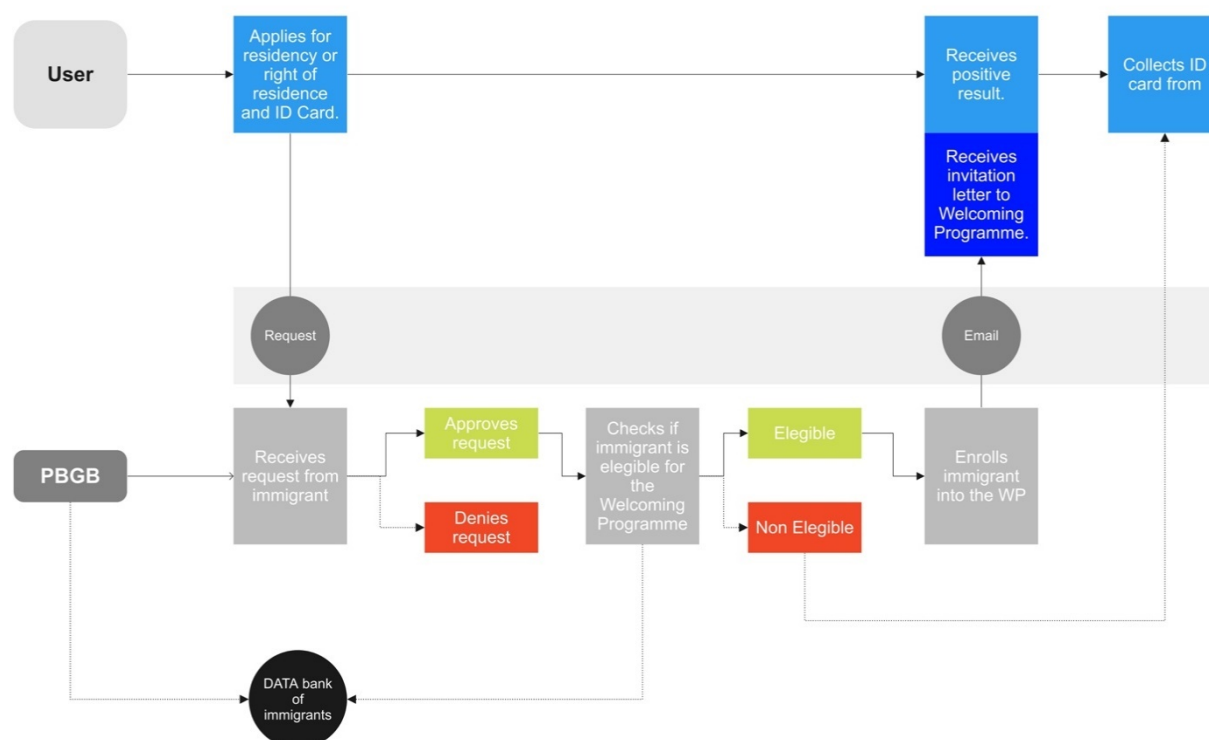 User
Applies for
residency or
right of
residence
and ID Card.
Receives
positive
result.
Collects ID
card from
Receives
invitation
letter to
Welcoming
Programme.
Request
Email
PBGB
Receives
request from
immigrant
Approves
request
Denies
request
Checks if
immigrant is
elegible for
the
Welcoming
Programme
Elegible
Non Elegible
Enrolls
immigrant
into the WP
DATA bank
of
immigrants